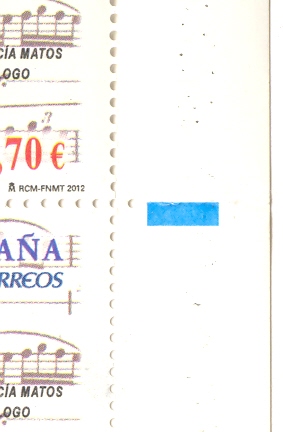 CÍA MATOS
LOGO
,70 €
RCM-FNMT 2012
AÑA
RREOS
CÍA MATOS
LOGO